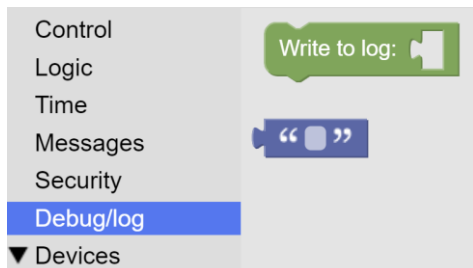 Control
Logic
Time
Messages
Security
Debug/log
▼ Devices
Write to log:
“ ”